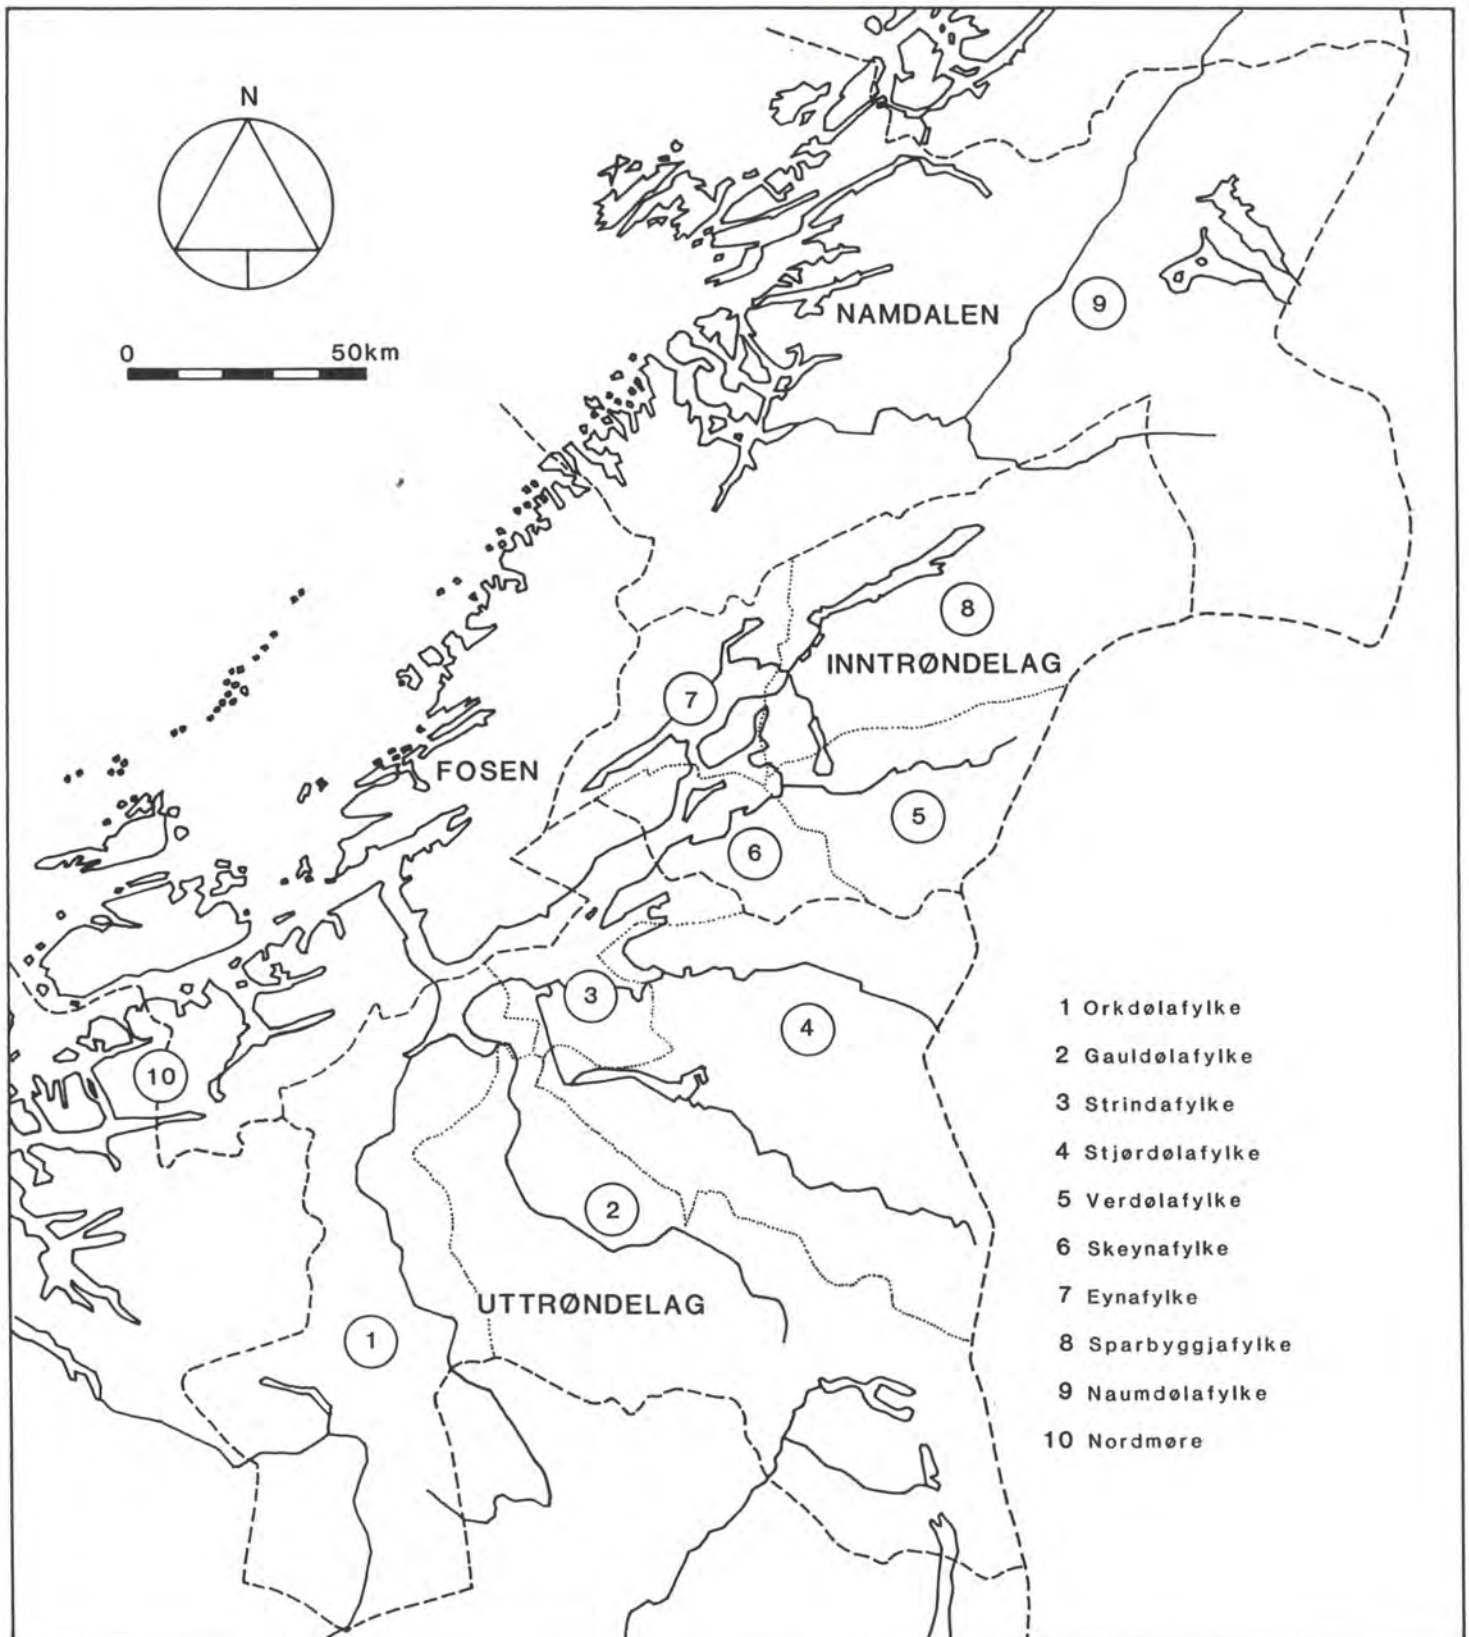 N
0 50km
NAMDALEN
9
8
INNTRØNDELAG
7
FOSEN
5
6
3
4
10
2
UTTRØNDELAG
1
1 Orkdølafylke
2 Gauldølafylke
3 Strindafylke
4 Stjørdølafylke
5 Verdølafylke
6 Skeynafylke
7 Eynafylke
8 Sparbyggjafylke
9 Naumdølafylke
10 Nordmøre